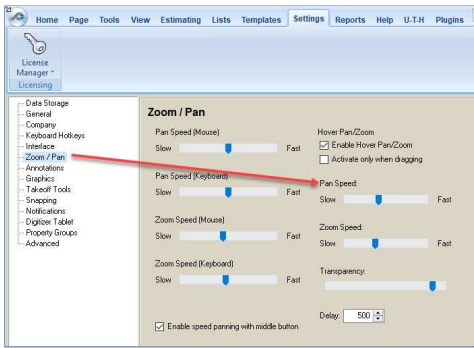 Home Page Tools View Estimating Lists Templates Settings Reports Help U-T-H Plugins
License
Manager
Licensing
Data Storage
General
Company
Keyboard Hotkeys
Interface
Zoom / Pan
Annotations
Graphics
Takeoff Tools
Snapping
Notifications
Digitizer Tablet
Property Groups
Advanced
Zoom / Pan
Pan Speed (Mouse)
Slow Fast
Pan Speed (Keyboard)
Slow Fast
Zoom Speed (Mouse)
Slow Fast
Zoom Speed (Keyboard)
Slow Fast
Enable speed panning with middle button
Hover Pan/Zoom
Enable Hover Pan/Zoom
Activate only when dragging
Pan Speed:
Slow Fast
Zoom Speed:
Slow Fast
Transparency:
Delay: 500